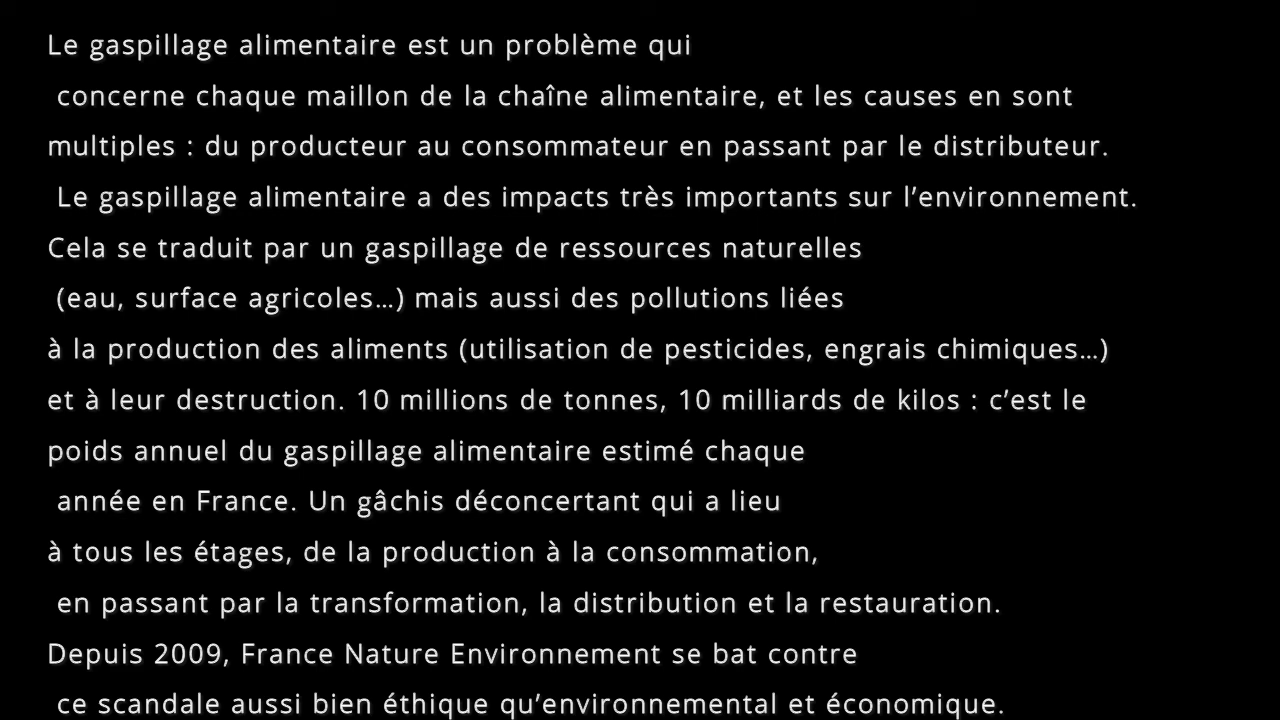 Le gaspillage alimentaire est un problème qui
concerne chaque maillon de la chaîne alimentaire, et les causes en sont
multiples : du producteur au consommateur en passant par le distributeur.
Le gaspillage alimentaire a des impacts très importants sur l’environnement.
Cela se traduit par un gaspillage de ressources naturelles
(eau, surface agricoles…) mais aussi des pollutions liées
à la production des aliments (utilisation de pesticides, engrais chimiques…)
et à leur destruction. 10 millions de tonnes, 10 milliards de kilos : c’est le
poids annuel du gaspillage alimentaire estimé chaque
année en France. Un gâchis déconcertant qui a lieu
à tous les étages, de la production à la consommation,
en passant par la transformation, la distribution et la restauration.
Depuis 2009, France Nature Environnement se bat contre
ce scandale aussi bien éthique qu’environnemental et économique.